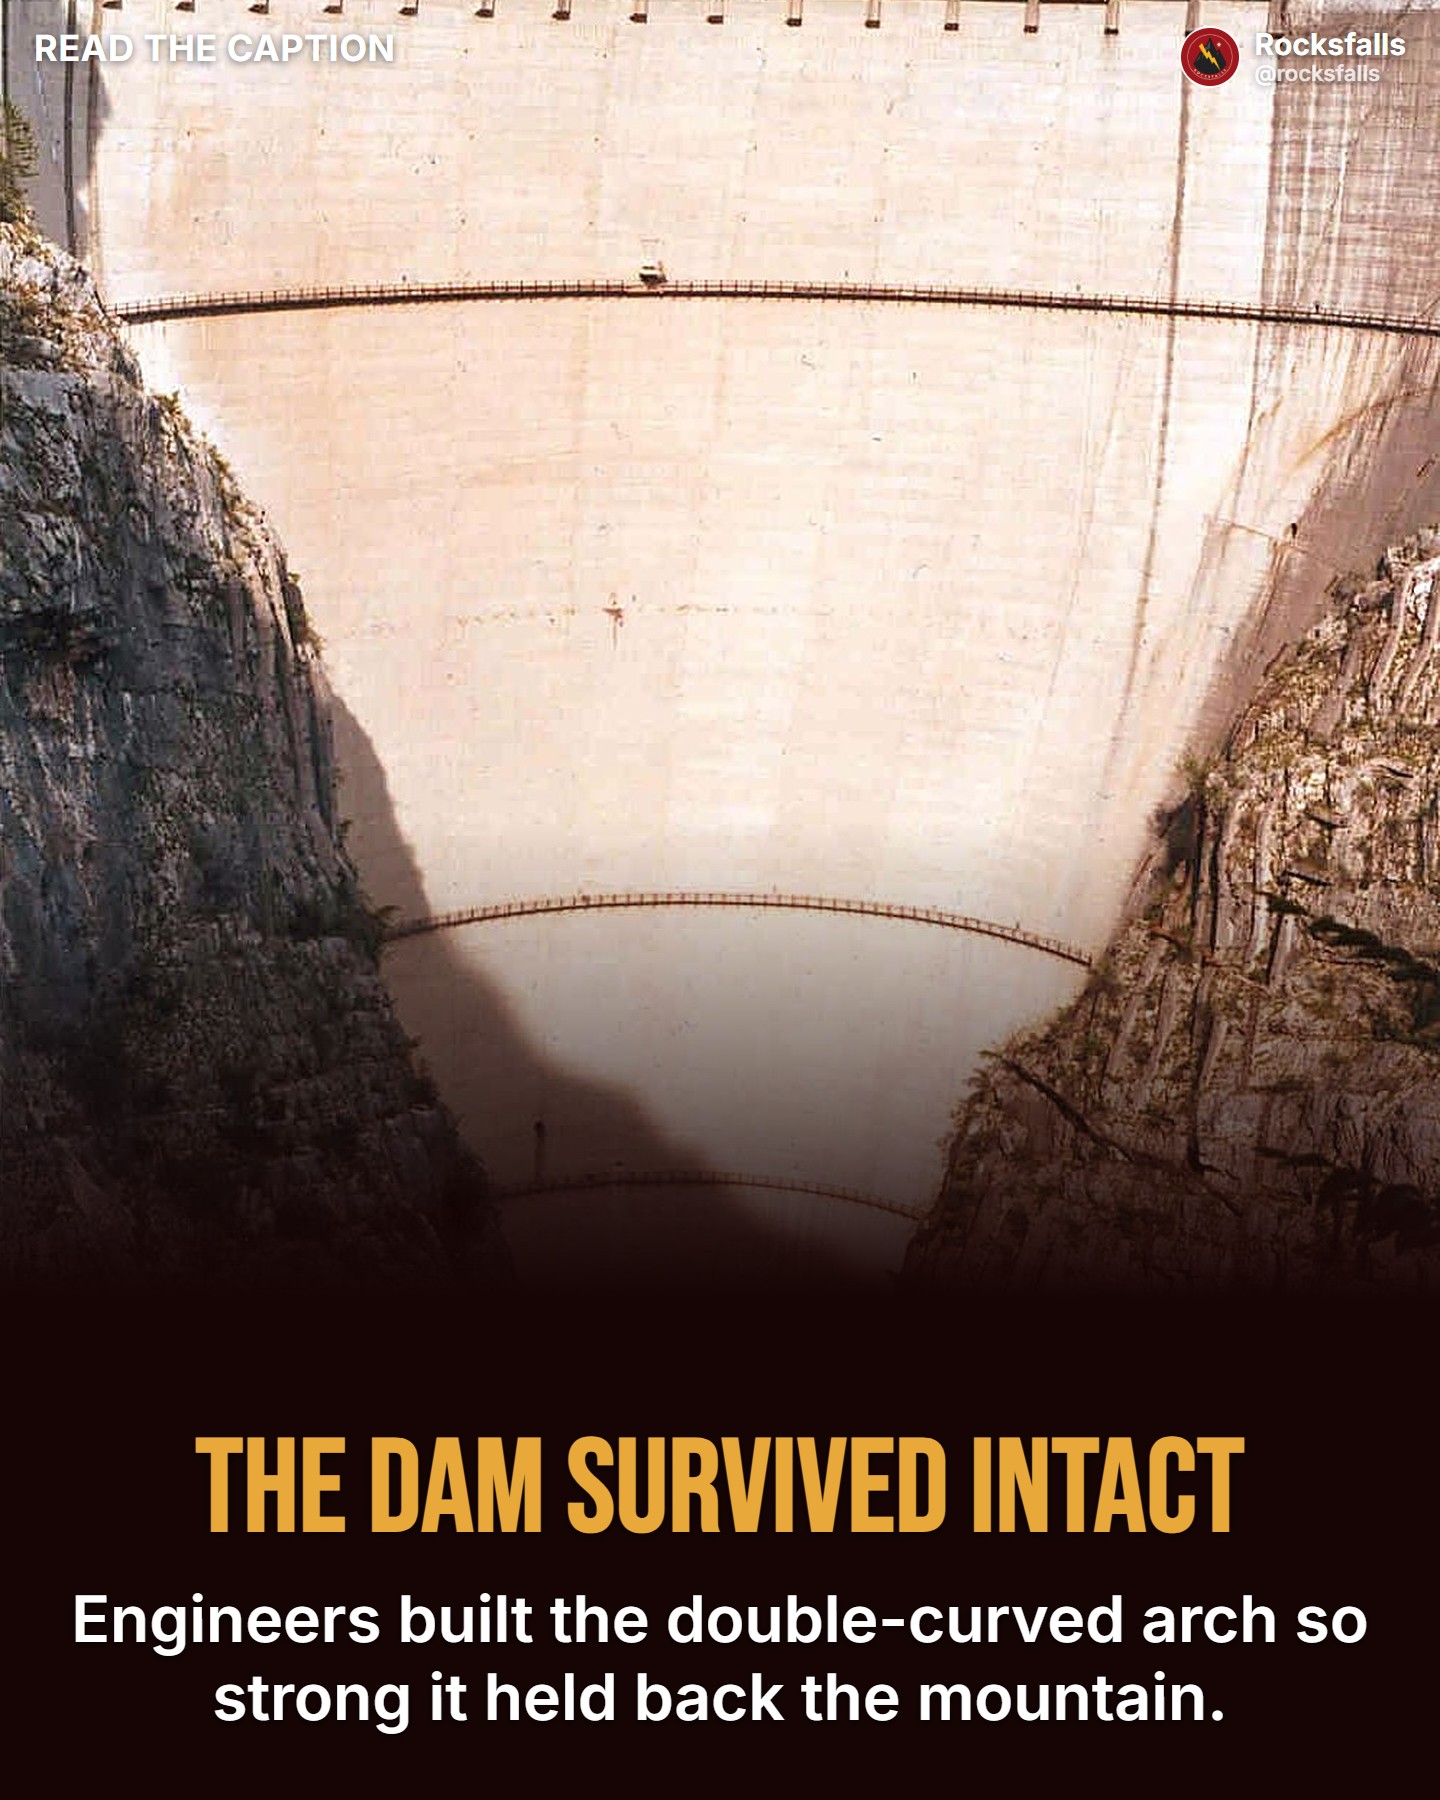 READ THE CAPTION
Rocksfalls
@rocksfalls
THE DAM SURVIVED INTACT
Engineers built the double-curved arch so
strong it held back the mountain.